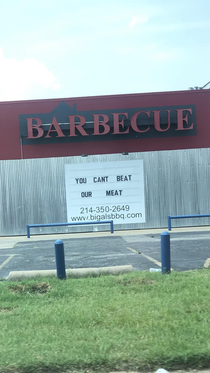 BARBECUE
YOU CANT BEAT
OUR MEAT
214-350-2649
www.bigalsbbq.com